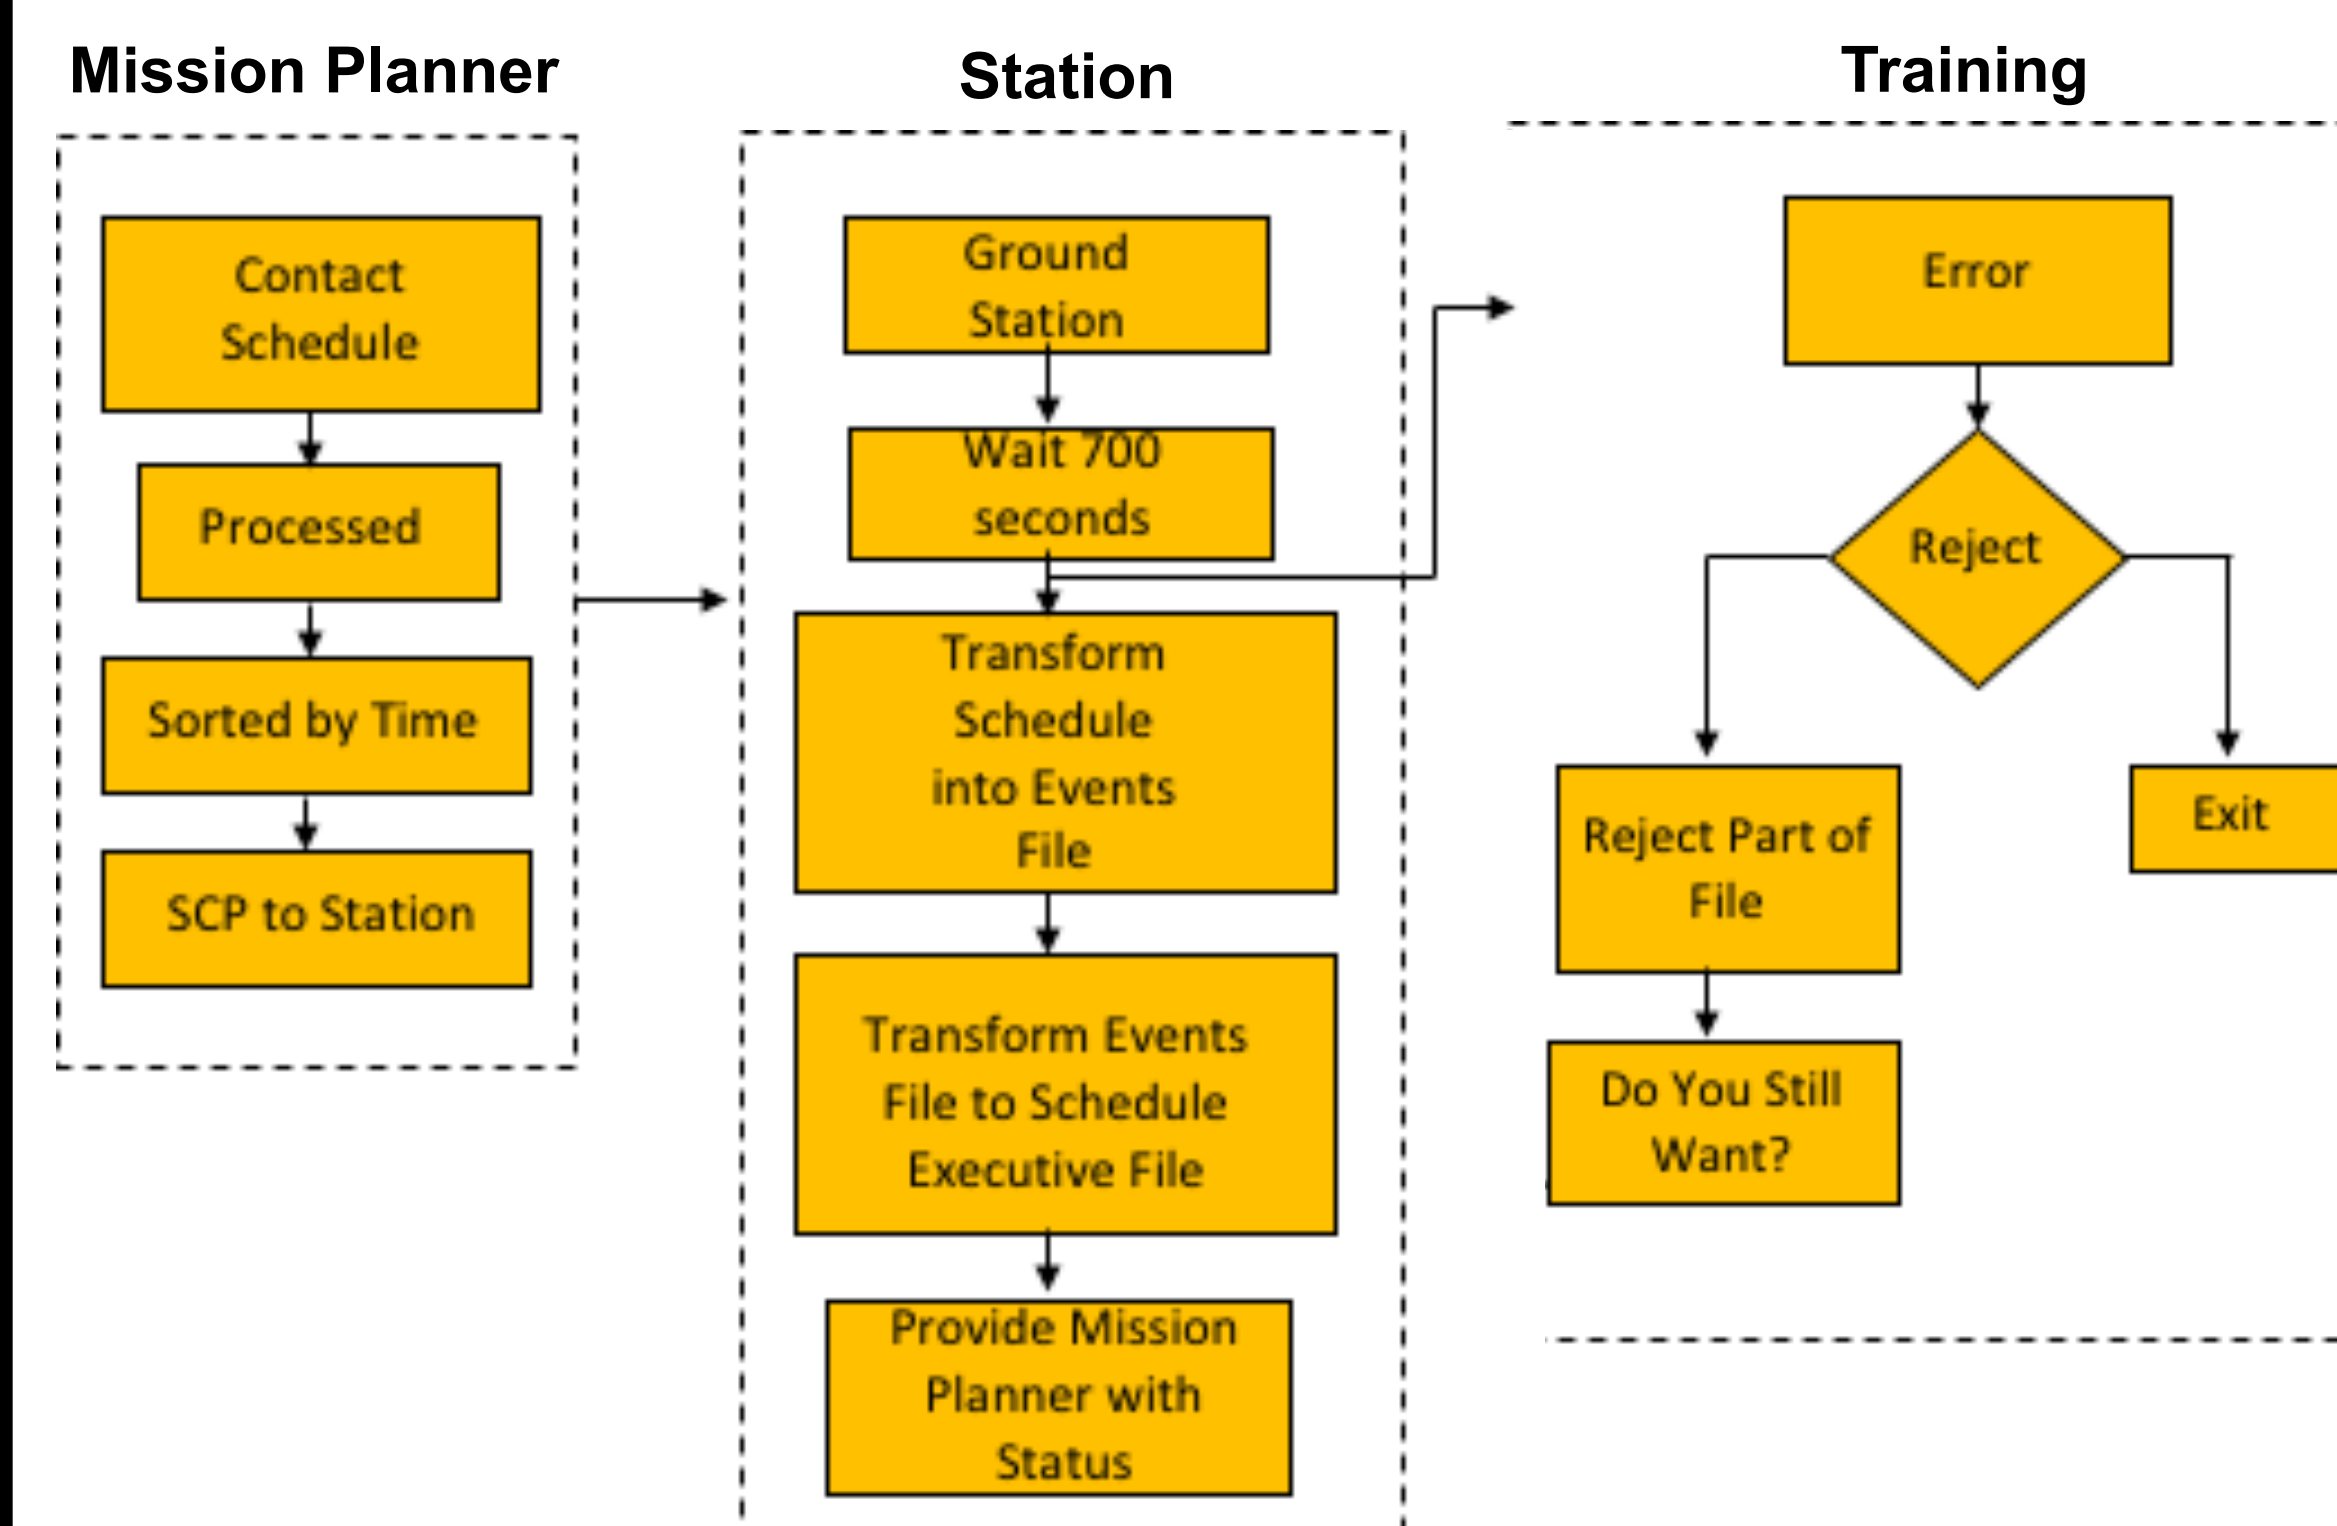 Mission Planner
Station
Training
Contact
Schedule
Processed
Sorted by Time
SCP to Station
Ground
Station
Wait 700
seconds
Transform
Schedule
into Events
File
Transform Events
File to Schedule
Executive File
Provide Mission
Planner with
Status
Error
Reject
Reject Part of
File
Exit
Do You Still
Want?